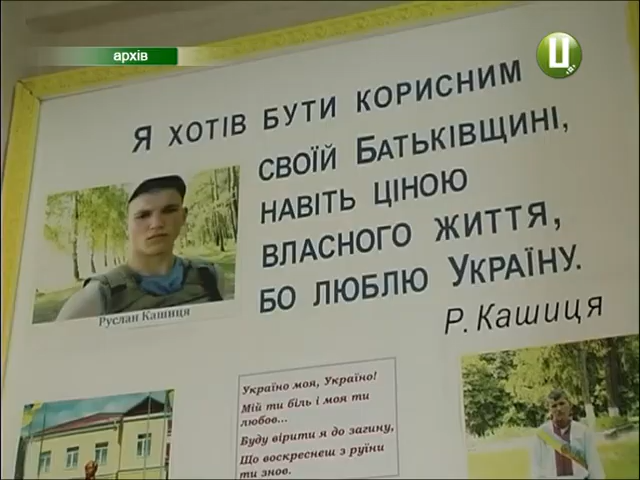 архів
Ц
Я ХОТІВ БУТИ КОРИСНИМ
СВОЇЙ БАТЬКІВЩИНІ,
НАВІТЬ ЦІНОЮ
ВЛАСНОГО ЖИТТЯ,
БО ЛЮБЛЮ УКРАЇНУ.
Р. Кашиця
Руслан Кашиця
Україно моя, Україно!
Мій ти біль і моя ти
любов...
Буду вірити я до загину,
Що воскреснеш з руїни
ти знов.